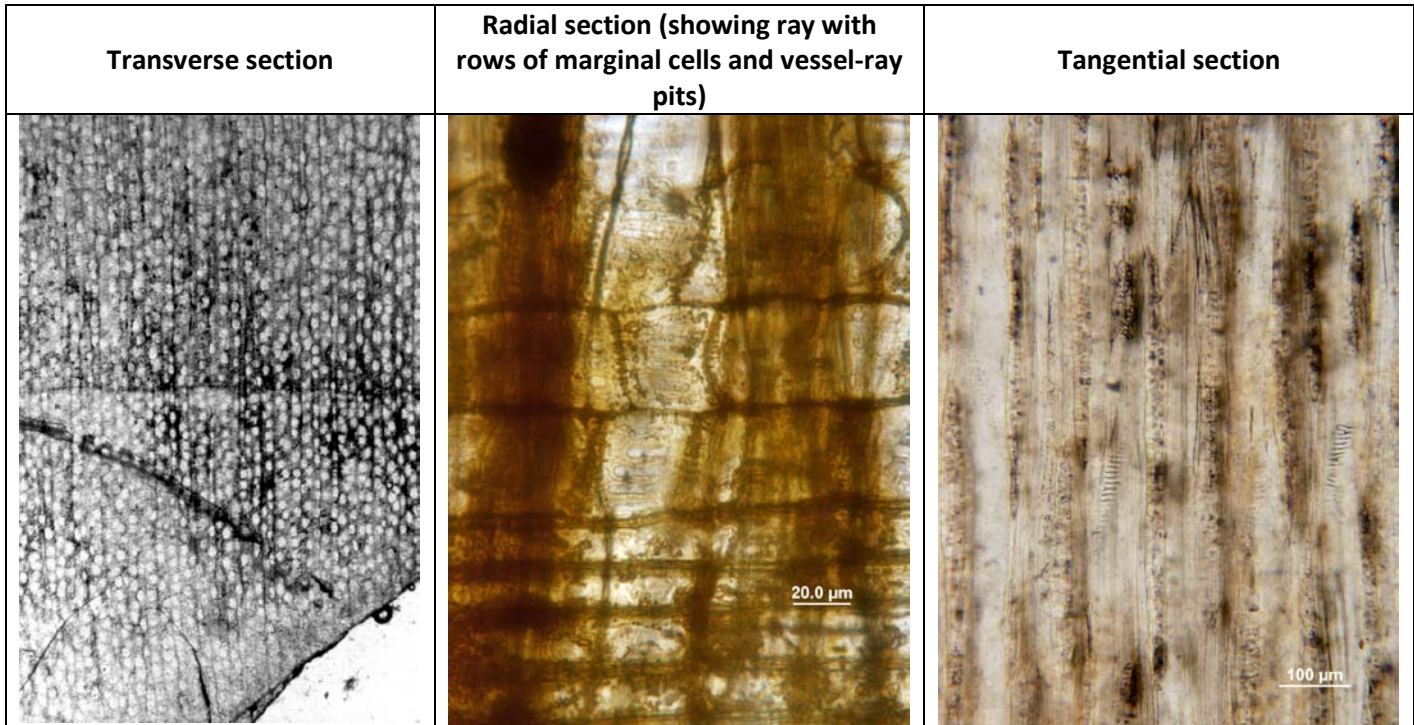 Transverse section
Radial section (showing ray with
rows of marginal cells and vessel-ray
pits)
Tangential section
20.0 µm
100 µm